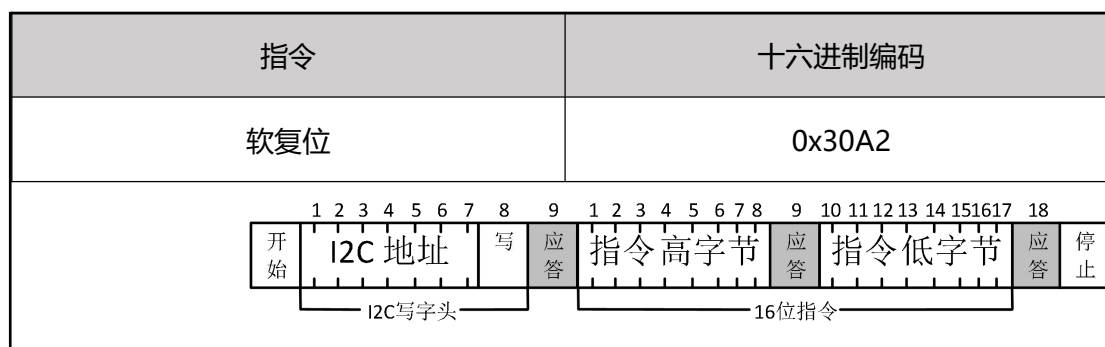 指令 十六进制编码
软复位 0x30A2
1 2 3 4 5 6 7 8 9 1 2 3 4 5 6 7 8 9 10 11 12 13 14 15 16 17 18
开始 I2C 地址 写 应答 指令高字节 应答 指令低字节 应答 停止
I2C写字头 16位指令